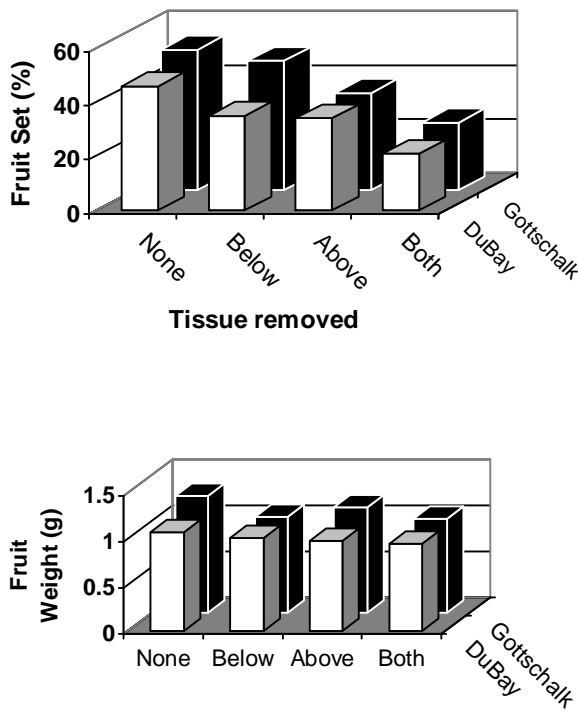 60
40
20
0
Fruit Set (%)
None
Below
Above
Both
DuBay
Gottschalk
Tissue removed
1.5
1
0.5
0
Fruit
Weight (g)
None Below Above Both
DuBay
Gottschalk